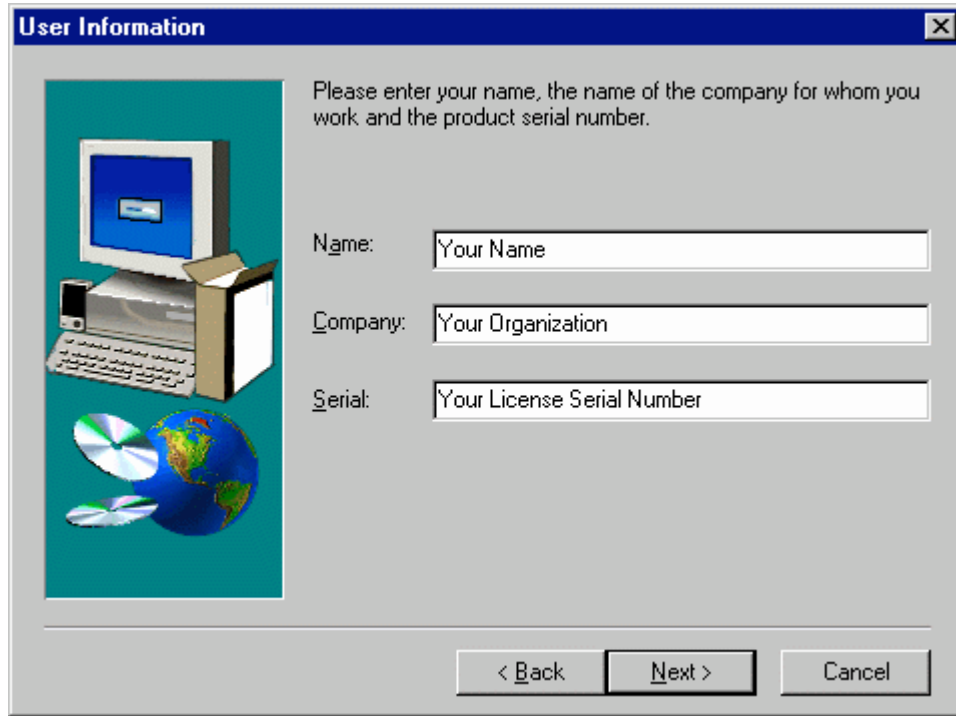 User Information
Please enter your name, the name of the company for whom you
work and the product serial number.
Name: Your Name
Company: Your Organization
Serial: Your License Serial Number
< Back Next > Cancel